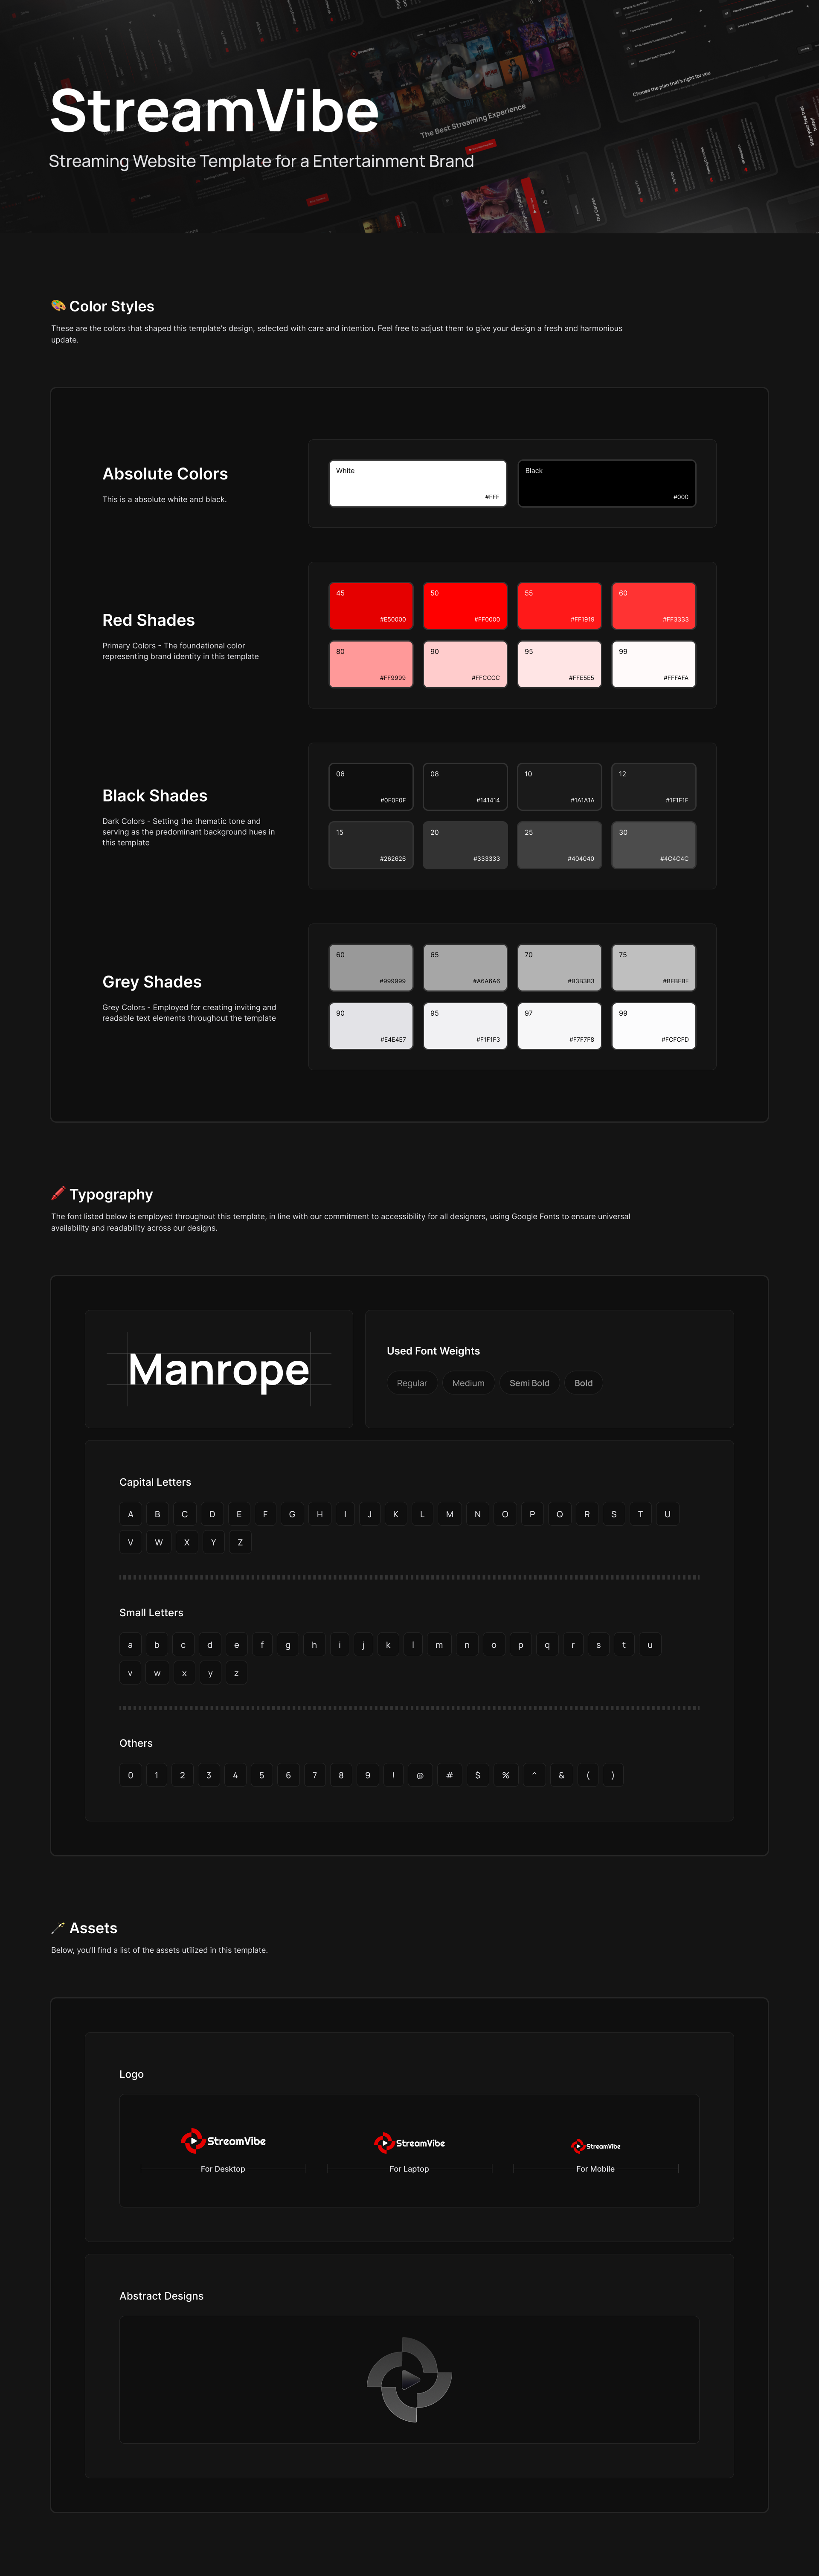 StreamVibe
Streaming Website Template for a Entertainment Brand
StreamVibe
The Best Streaming Experience
Choose the plan that's right for you
🎨 Color Styles
These are the colors that shaped this template's design, selected with care and intention. Feel free to adjust them to give your design a fresh and harmonious
update.
Absolute Colors
This is a absolute white and black.
White
#FFF
Black
#000
Red Shades
Primary Colors - The foundational color
representing brand identity in this template
45
#E50000
50
#FF0000
55
#FF1919
60
#FF3333
80
#FF9999
90
#FFCCCC
95
#FFE5E5
99
#FFFAFA
Black Shades
Dark Colors - Setting the thematic tone and
serving as the predominant background hues in
this template
06
#0F0F0F
08
#141414
10
#1A1A1A
12
#1F1F1F
15
#262626
20
#333333
25
#404040
30
#4C4C4C
Grey Shades
Grey Colors - Employed for creating inviting and
readable text elements throughout the template
60
#999999
65
#A6A6A6
70
#B3B3B3
75
#BFBFBF
90
#E4E4E7
95
#F1F1F3
97
#F7F7F8
99
#FCFCFD
🖍️ Typography
The font listed below is employed throughout this template, in line with our commitment to accessibility for all designers, using Google Fonts to ensure universal
availability and readability across our designs.
Manrope
Used Font Weights
Regular Medium Semi Bold Bold
Capital Letters
A B C D E F G H I J K L M N O P Q R S T U
V W X Y Z
Small Letters
a b c d e f g h i j k l m n o p q r s t u
v w x y z
Others
0 1 2 3 4 5 6 7 8 9 ! @ # $ % ^ & ( )
🪄 Assets
Below, you'll find a list of the assets utilized in this template.
Logo
StreamVibe
For Desktop
StreamVibe
For Laptop
StreamVibe
For Mobile
Abstract Designs